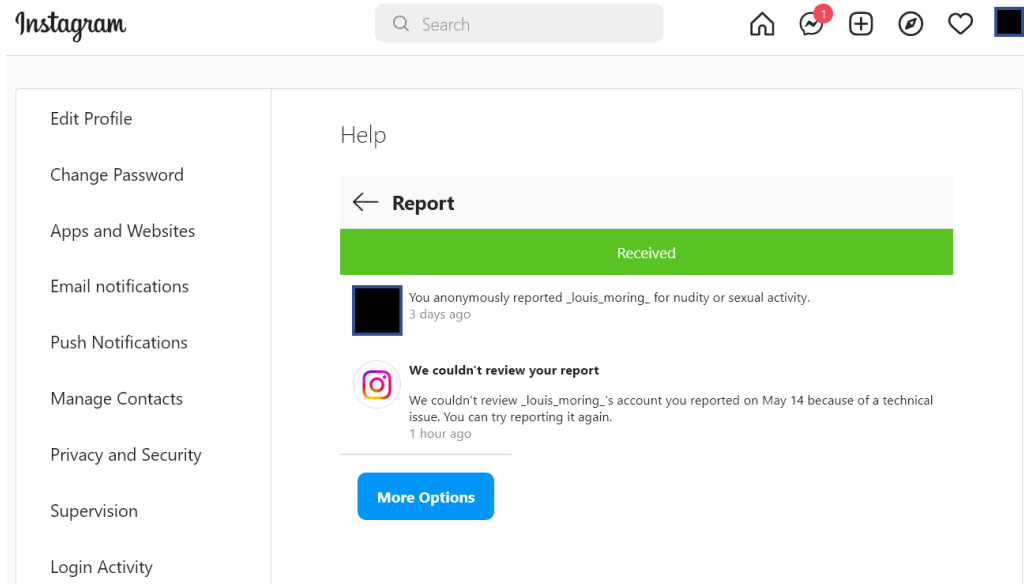 Instagram
Search
1
Edit Profile
Change Password
Apps and Websites
Email notifications
Push Notifications
Manage Contacts
Privacy and Security
Supervision
Login Activity
Help
Report
Received
You anonymously reported _louis_moring_ for nudity or sexual activity.
3 days ago
We couldn't review your report
We couldn't review _louis_moring_'s account you reported on May 14 because of a technical
issue. You can try reporting it again.
1 hour ago
More Options